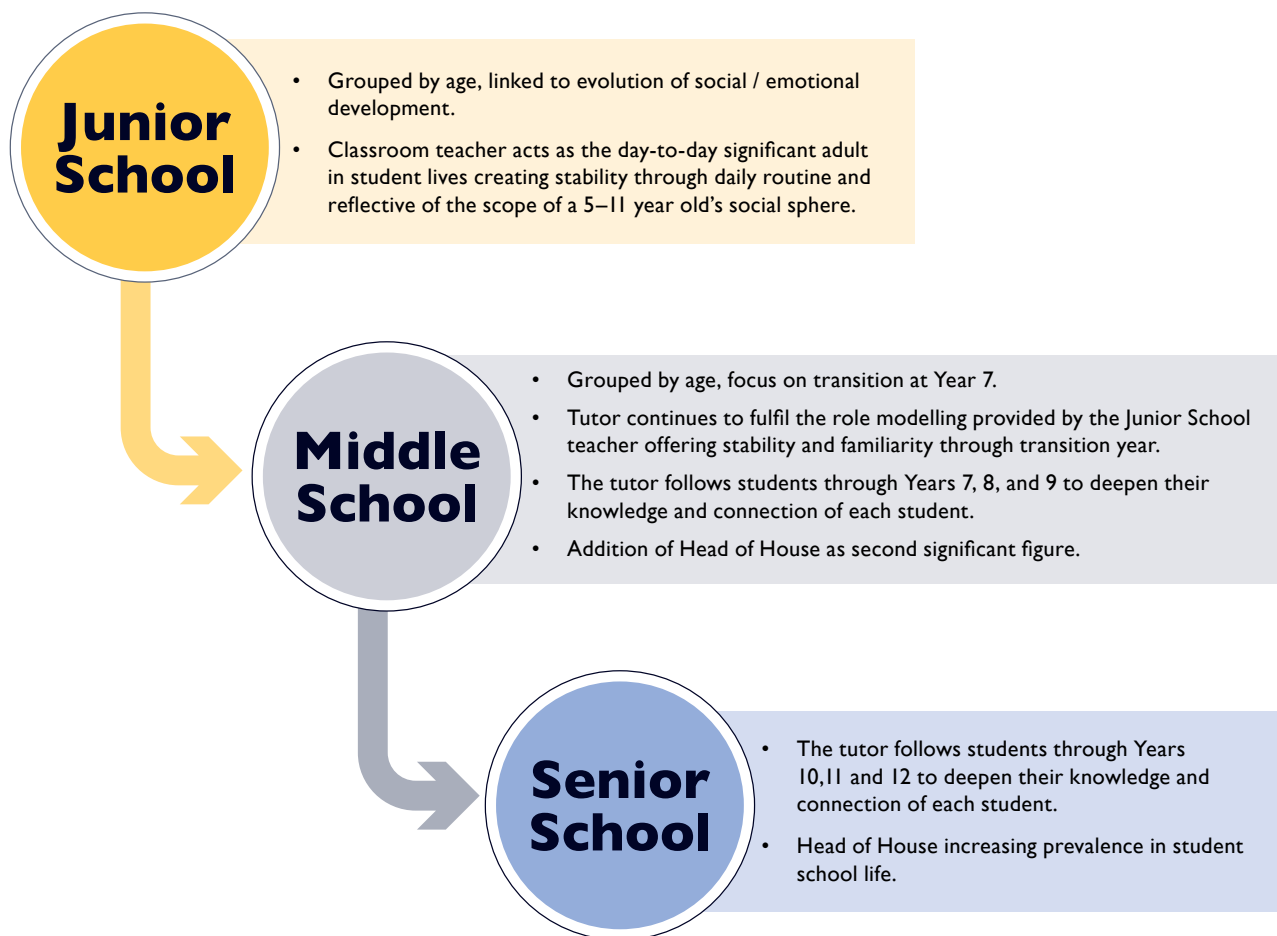 Junior
School
• Grouped by age, linked to evolution of social / emotional
development.
• Classroom teacher acts as the day-to-day significant adult
in student lives creating stability through daily routine and
reflective of the scope of a 5–11 year old’s social sphere.
Middle
School
• Grouped by age, focus on transition at Year 7.
• Tutor continues to fulfil the role modelling provided by the Junior School
teacher offering stability and familiarity through transition year.
• The tutor follows students through Years 7, 8, and 9 to deepen their
knowledge and connection of each student.
• Addition of Head of House as second significant figure.
Senior
School
• The tutor follows students through Years
10,11 and 12 to deepen their knowledge and
connection of each student.
• Head of House increasing prevalence in student
school life.